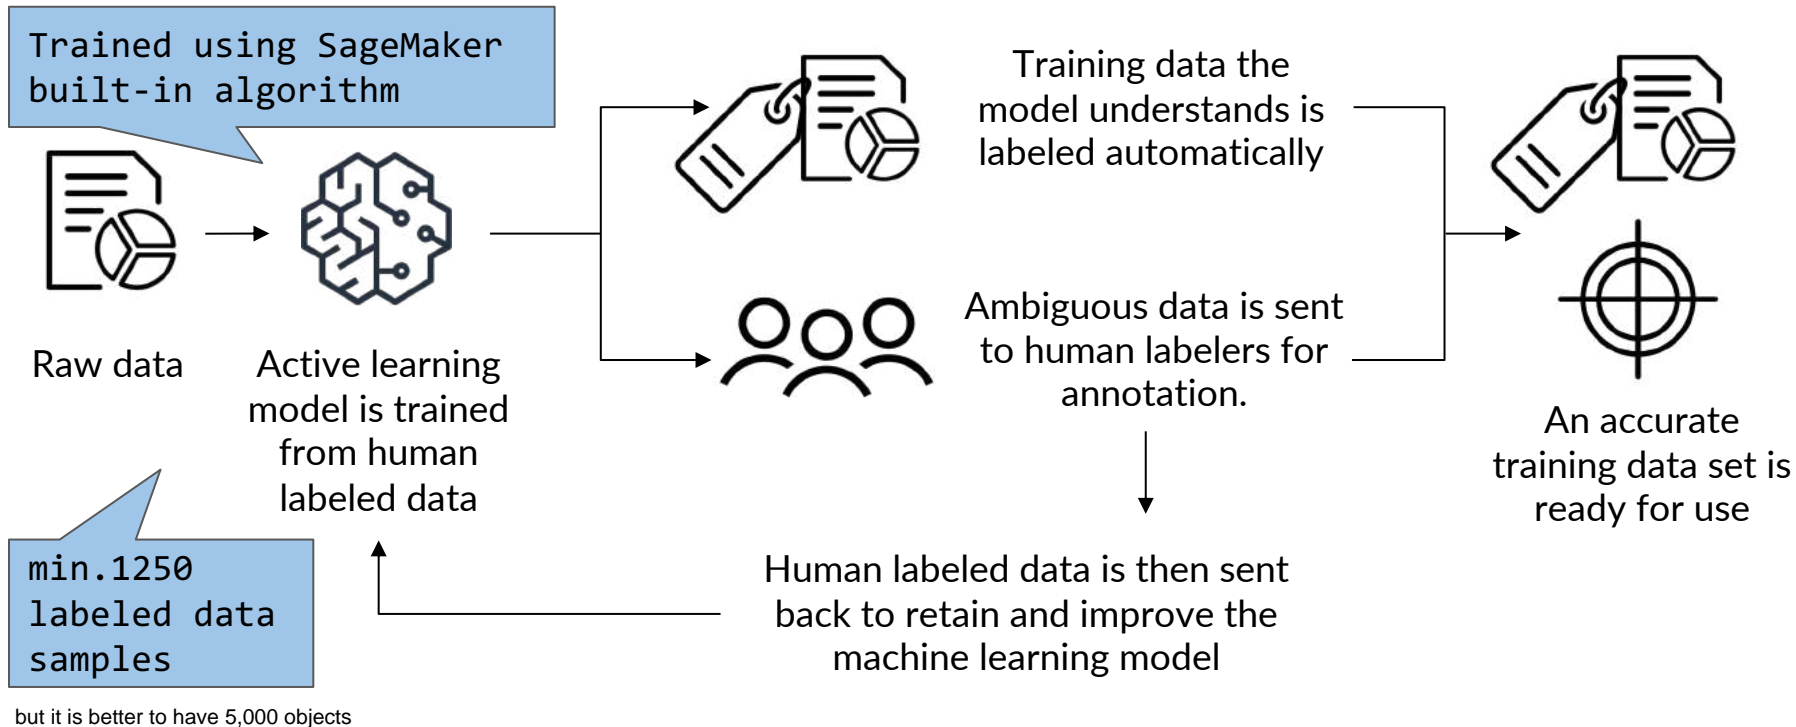 Trained using SageMaker
built-in algorithm
Raw data
Active learning
model is trained
from human
labeled data
min.1250
labeled data
samples
but it is better to have 5,000 objects
Training data the
model understands is
labeled automatically
Ambiguous data is sent
to human labelers for
annotation.
Human labeled data is then sent
back to retain and improve the
machine learning model
An accurate
training data set is
ready for use